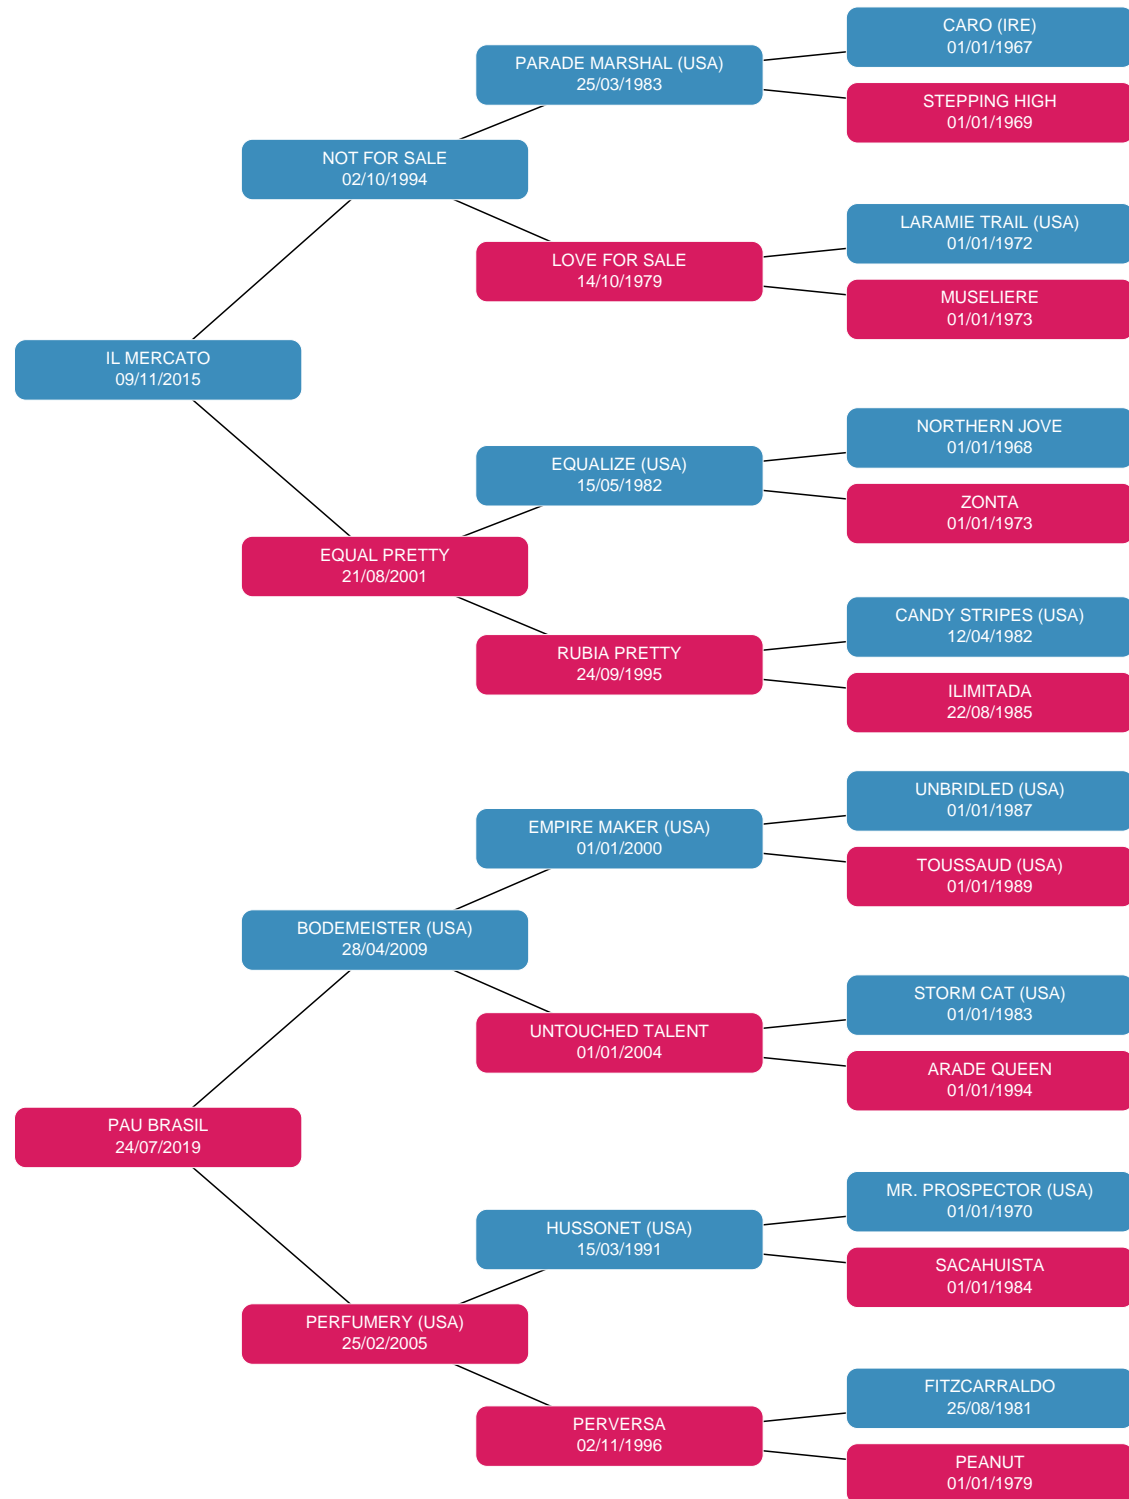 CARO (IRE)
01/01/1967
PARADE MARSHAL (USA)
25/03/1983
STEPPING HIGH
01/01/1969
NOT FOR SALE
02/10/1994
LARAMIE TRAIL (USA)
01/01/1972
LOVE FOR SALE
14/10/1979
MUSELIERE
01/01/1973
IL MERCATO
09/11/2015
NORTHERN JOVE
01/01/1968
EQUALIZE (USA)
15/05/1982
ZONTA
01/01/1973
EQUAL PRETTY
21/08/2001
CANDY STRIPES (USA)
12/04/1982
RUBIA PRETTY
24/09/1995
ILIMITADA
22/08/1985
UNBRIDLED (USA)
01/01/1987
EMPIRE MAKER (USA)
01/01/2000
TOUSSAUD (USA)
01/01/1989
BODEMEISTER (USA)
28/04/2009
STORM CAT (USA)
01/01/1983
UNTOUCHED TALENT
01/01/2004
ARADE QUEEN
01/01/1994
PAU BRASIL
24/07/2019
MR. PROSPECTOR (USA)
01/01/1970
HUSSONET (USA)
15/03/1991
SACAHUISTA
01/01/1984
PERFUMERY (USA)
25/02/2005
FITZCARRALDO
25/08/1981
PERVERSA
02/11/1996
PEANUT
01/01/1979